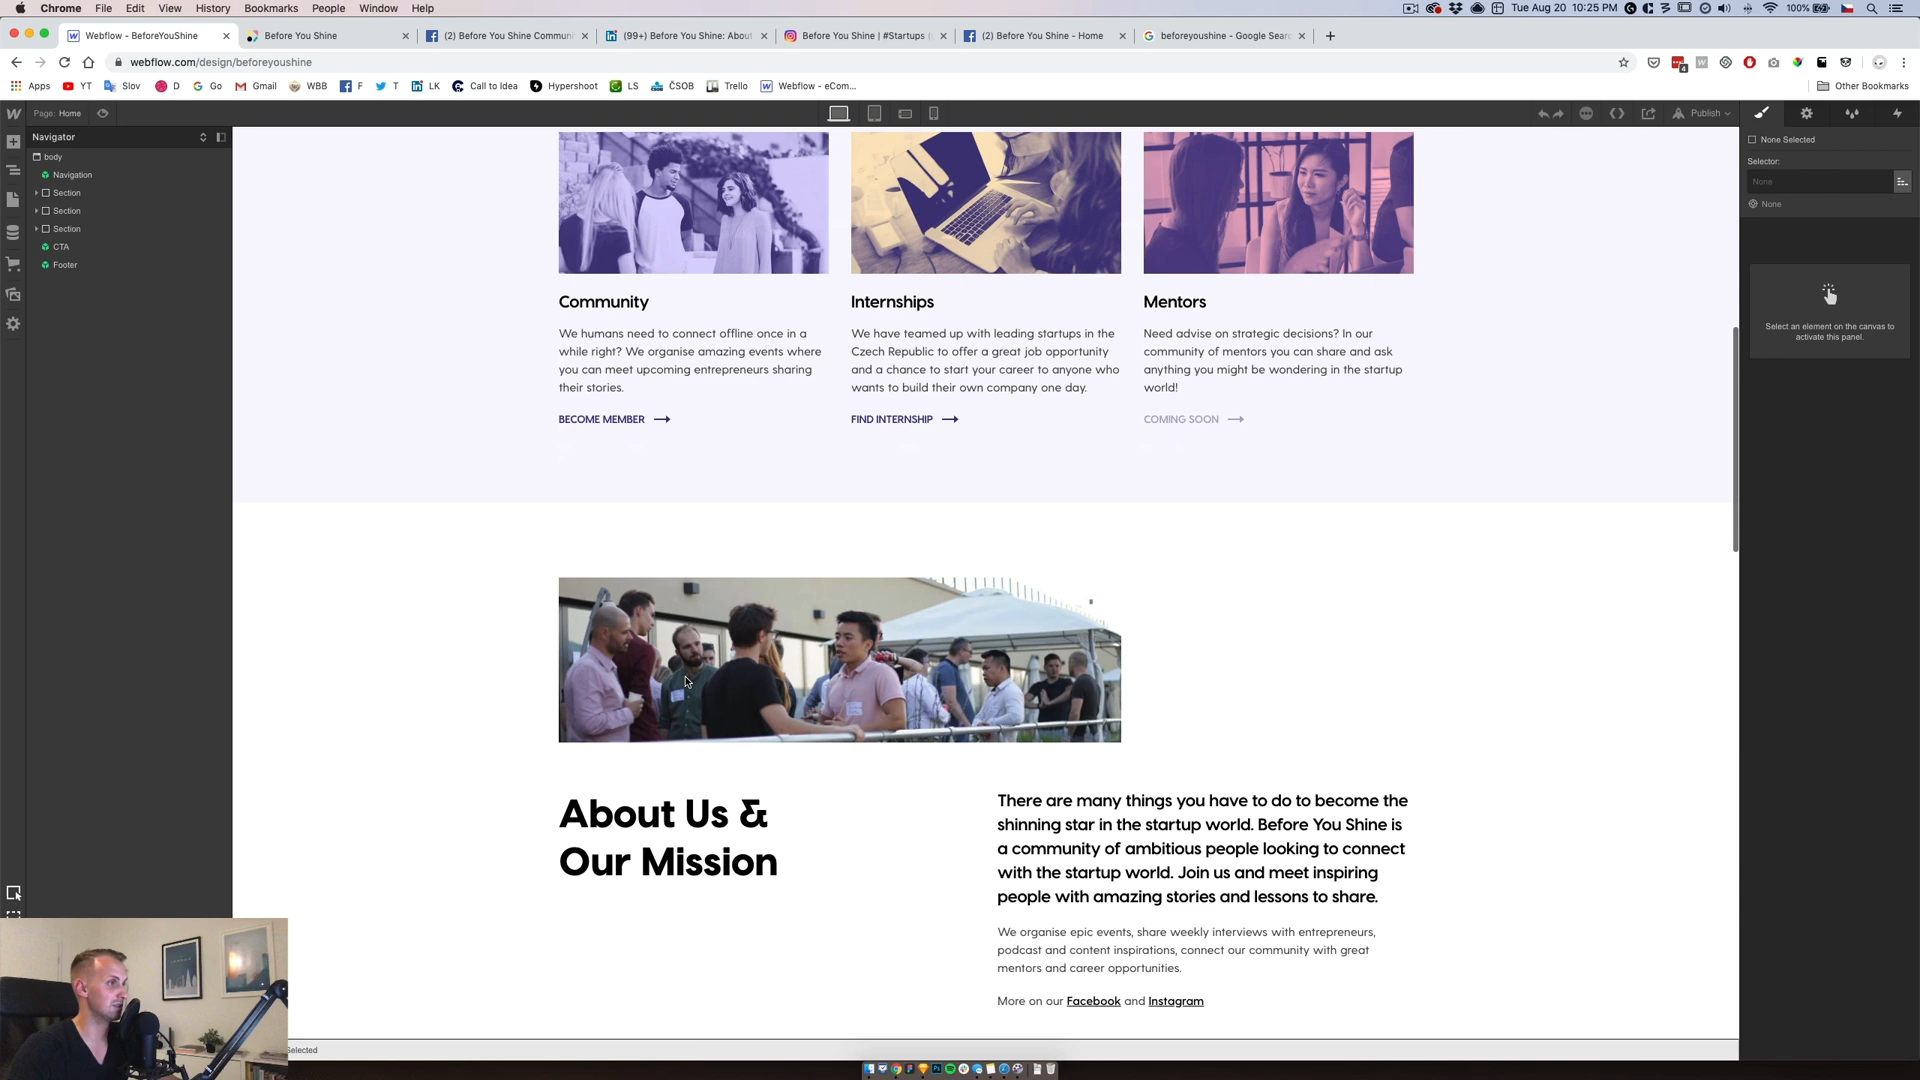 Chrome File Edit View History Bookmarks People Window Help
100% Tue Aug 20 10:25 PM
Webflow - BeforeYouShine
Before You Shine
(2) Before You Shine Commun
(99+) Before You Shine: Abou
Before You Shine | #Startups (
(2) Before You Shine - Home
beforeyoushine - Google Sear
webflow.com/design/beforeyoushine
4
Apps YT Slov D Go Gmail WBB F T LK Call to Idea Hypershoot LS ČSOB Trello Webflow - eCom...
Other Bookmarks
Page: Home
Publish
Navigator
body
Navigation
Section
Section
Section
CTA
Footer
None Selected
Selector:
None
None
Select an element on the canvas to
activate this panel.
Community
We humans need to connect offline once in a
while right? We organise amazing events where
you can meet upcoming entrepreneurs sharing
their stories.
BECOME MEMBER
Internships
We have teamed up with leading startups in the
Czech Republic to offer a great job opportunity
and a chance to start your career to anyone who
wants to build their own company one day.
FIND INTERNSHIP
Mentors
Need advise on strategic decisions? In our
community of mentors you can share and ask
anything you might be wondering in the startup
world!
COMING SOON
About Us &
Our Mission
There are many things you have to do to become the
shinning star in the startup world. Before You Shine is
a community of ambitious people looking to connect
with the startup world. Join us and meet inspiring
people with amazing stories and lessons to share.
We organise epic events, share weekly interviews with entrepreneurs,
podcast and content inspirations, connect our community with great
mentors and career opportunities.
More on our Facebook and Instagram
Selected